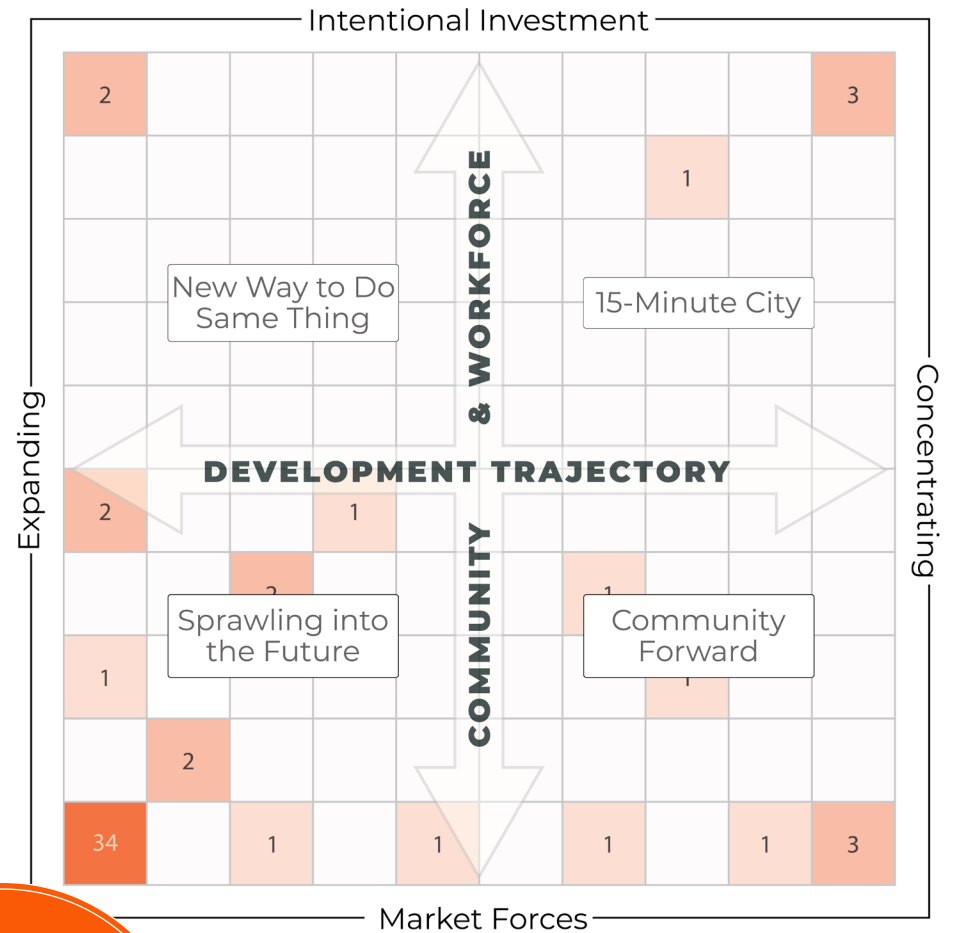 Intentional Investment
2
3
1
& WORKFORCE
New Way to Do
Same Thing
15-Minute City
Expanding
Concentrating
DEVELOPMENT TRAJECTORY
2
1
COMMUNITY
2
1
Sprawling into
the Future
Community
Forward
1
1
2
34
1
1
1
1
3
Market Forces